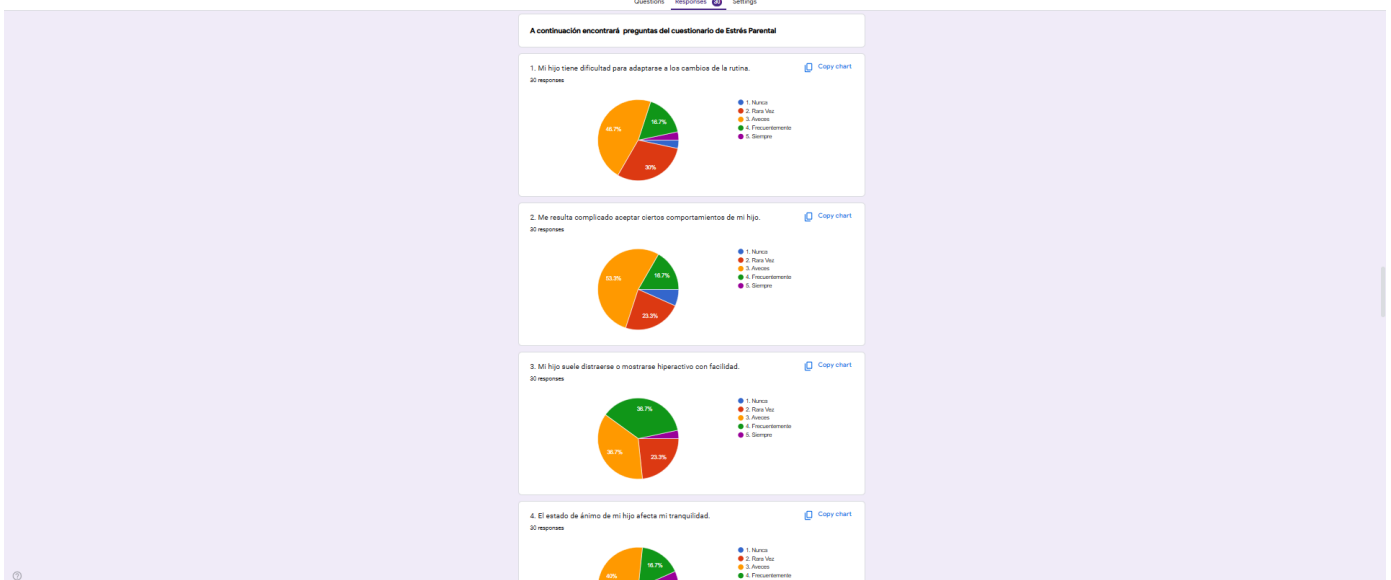 Questions Responses 30 Settings
A continuación encontrará preguntas del cuestionario de Estrés Parental
1. Mi hijo tiene dificultad para adaptarse a los cambios de la rutina.
Copy chart
30 responses
46.7%
16.7%
30%
1. Nunca
2. Rara Vez
3. Aveces
4. Frecuentemente
5. Siempre
2. Me resulta complicado aceptar ciertos comportamientos de mi hijo.
Copy chart
30 responses
53.3%
16.7%
23.3%
1. Nunca
2. Rara Vez
3. Aveces
4. Frecuentemente
5. Siempre
3. Mi hijo suele distraerse o mostrarse hiperactivo con facilidad.
Copy chart
30 responses
36.7%
36.7%
23.3%
1. Nunca
2. Rara Vez
3. Aveces
4. Frecuentemente
5. Siempre
4. El estado de ánimo de mi hijo afecta mi tranquilidad.
Copy chart
30 responses
40%
16.7%
1. Nunca
2. Rara Vez
3. Aveces
4. Frecuentemente